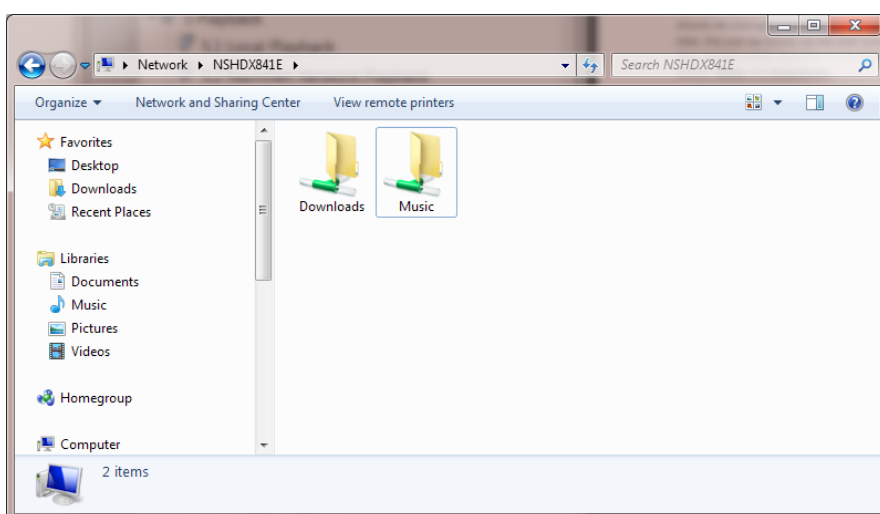 Network ▸ NSHDX841E ▸
Search NSHDX841E
Organize ▾ Network and Sharing Center View remote printers
Favorites
Desktop
Downloads
Recent Places
Libraries
Documents
Music
Pictures
Videos
Homegroup
Computer
Downloads Music
2 items